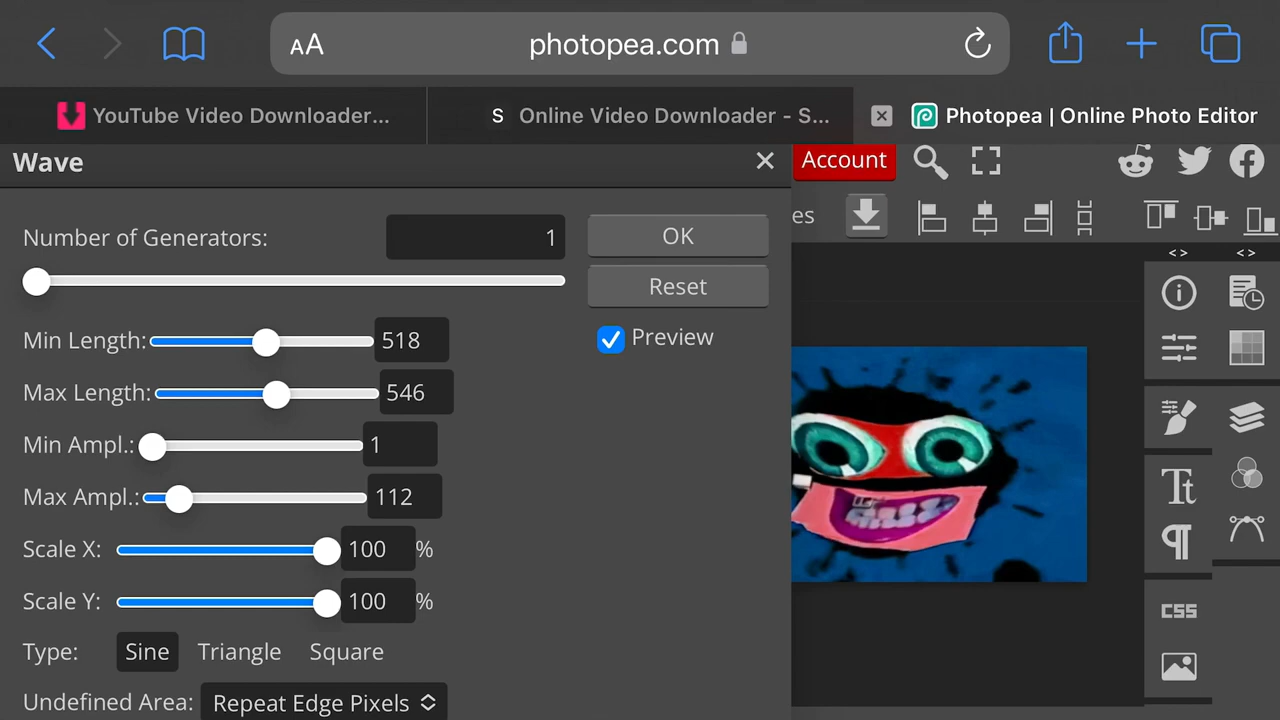 AA photopea.com
YouTube Video Downloader...
S Online Video Downloader - S...
Photopea | Online Photo Editor
Wave
Account
es
Number of Generators: 1
OK
Reset
Preview
Min Length: 518
Max Length: 546
Min Ampl.: 1
Max Ampl.: 112
Scale X: 100 %
Scale Y: 100 %
Type: Sine Triangle Square
Undefined Area: Repeat Edge Pixels
< > < >
Tt
¶
CSS